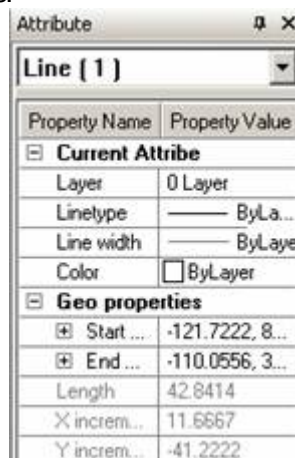 Attribute
Line ( 1 )
Property Name Property Value
Current Attribe
Layer 0 Layer
Linetype ByLa...
Line width ByLaye
Color ByLayer
Geo properties
Start ... -121.7222, 8...
End ... -110.0556, 3...
Length 42.8414
X increm... 11.6667
Y increm... -41.2222